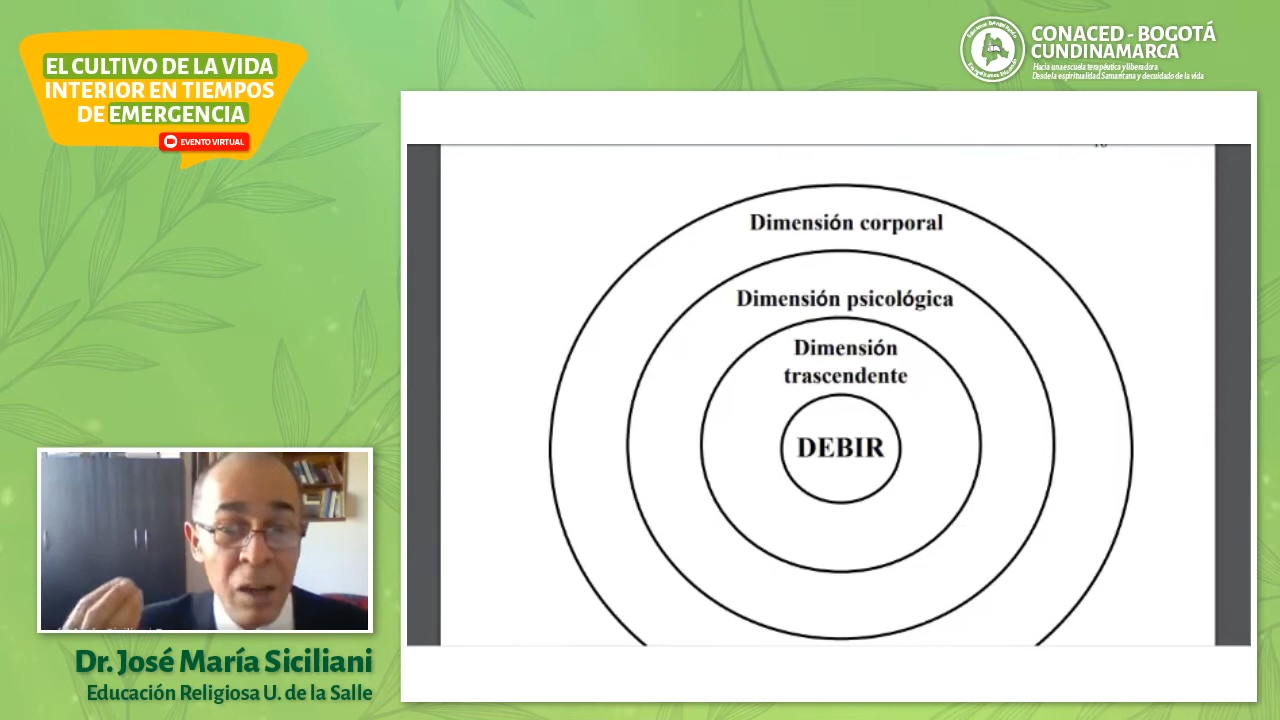 EL CULTIVO DE LA VIDA
INTERIOR EN TIEMPOS
DE EMERGENCIA
EVENTO VIRTUAL
CONACED - BOGOTÁ
CUNDINAMARCA
Hacia una escuela terapéutica y liberadora
Desde la espiritualidad Samaritana y de cuidado de la vida
Dimensión corporal
Dimensión psicológica
Dimensión
trascendente
DEBIR
Dr. José María Siciliani
Educación Religiosa U. de la Salle